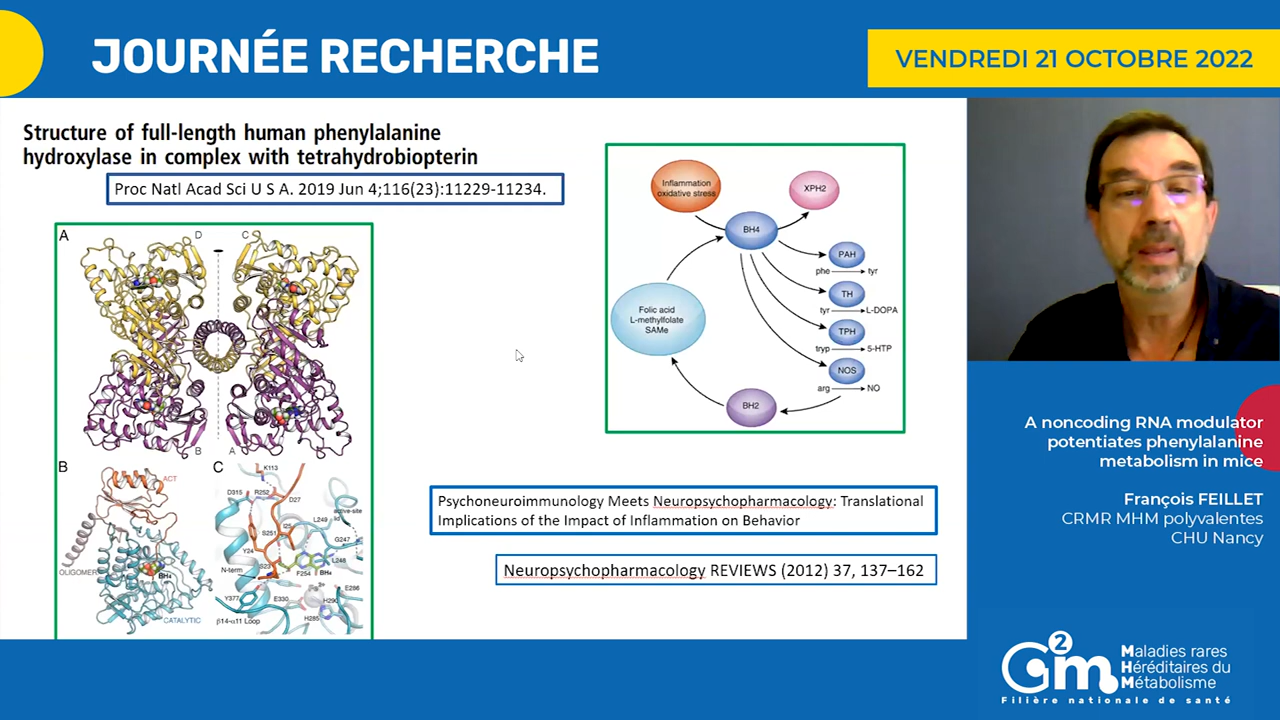 JOURNÉE RECHERCHE
VENDREDI 21 OCTOBRE 2022
Structure of full-length human phenylalanine
hydroxylase in complex with tetrahydrobiopterin
Proc Natl Acad Sci U S A. 2019 Jun 4;116(23):11229-11234.
A
D
C
B
A
B
ACT
OLIGOMER
BH4
CATALYTIC
C
K113
D315
R252
D27
I25
L249
active-site
lid
S251
G247
Y24
L248
N-term
S23
F254
BH4
Y377
E330
H290
E286
H285
β14-α11 Loop
Inflammation
oxidative stress
XPH2
BH4
PAH
phe
tyr
TH
tyr
L-DOPA
Folic acid
L-methylfolate
SAMe
TPH
tryp
5-HTP
NOS
arg
NO
BH2
Psychoneuroimmunology Meets Neuropsychopharmacology: Translational
Implications of the Impact of Inflammation on Behavior
Neuropsychopharmacology REVIEWS (2012) 37, 137–162
A noncoding RNA modulator
potentiates phenylalanine
metabolism in mice
François FEILLET
CRMR MHM polyvalentes
CHU Nancy
G2m
Maladies rares
Héréditaires du
Métabolisme
Filière nationale de santé